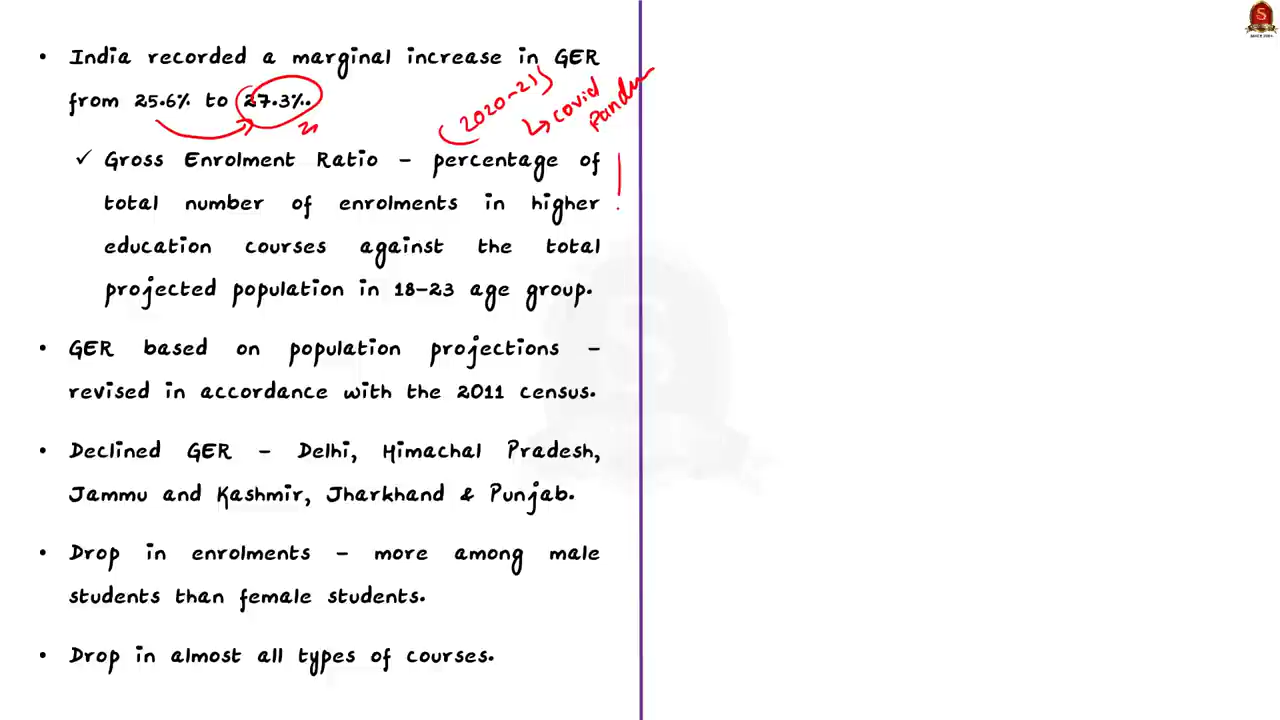 • India recorded a marginal increase in GER
from 25.6% to 27.3%.
(2020-21)
↳ covid
✓ Gross Enrolment Ratio - percentage of
total number of enrolments in higher
education courses against the total
projected population in 18-23 age group.
• GER based on population projections -
revised in accordance with the 2011 census.
• Declined GER - Delhi, Himachal Pradesh,
Jammu and Kashmir, Jharkhand & Punjab.
• Drop in enrolments - more among male
students than female students.
• Drop in almost all types of courses.
S